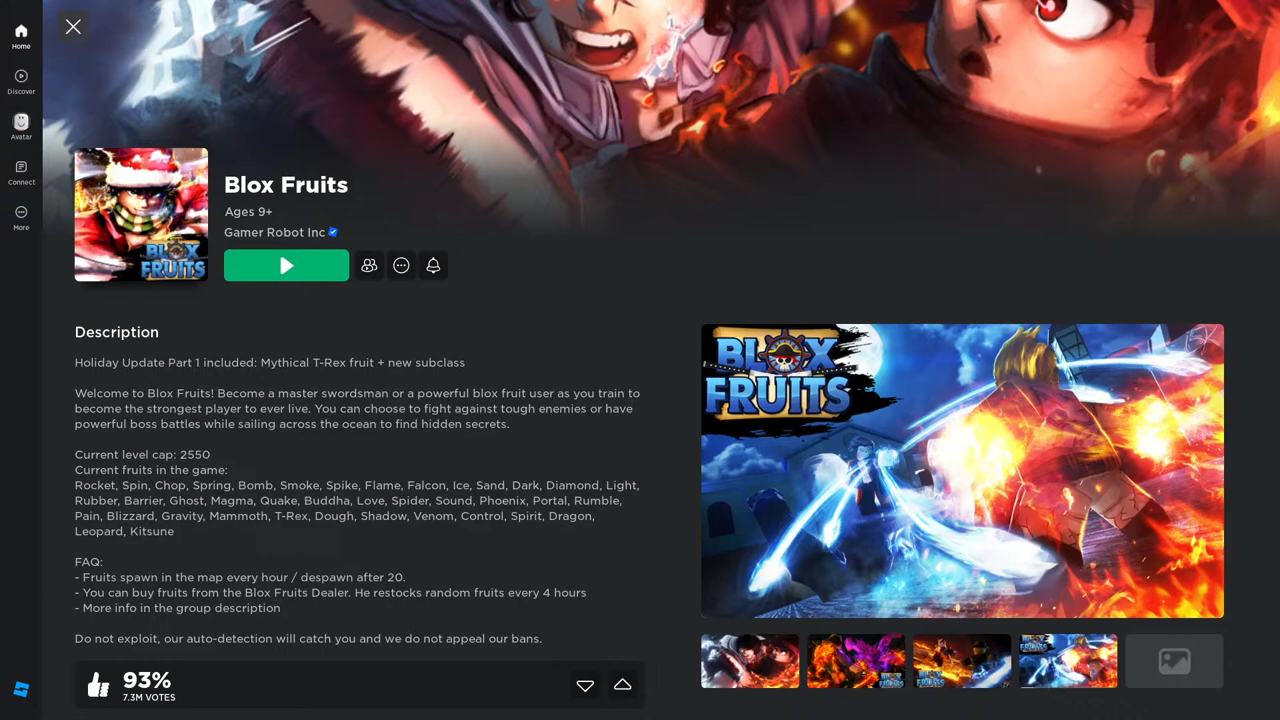 Home
Discover
Avatar
Connect
More
BLOX
FRUITS
Blox Fruits
Ages 9+
Gamer Robot Inc
Description
Holiday Update Part 1 included: Mythical T-Rex fruit + new subclass
Welcome to Blox Fruits! Become a master swordsman or a powerful blox fruit user as you train to
become the strongest player to ever live. You can choose to fight against tough enemies or have
powerful boss battles while sailing across the ocean to find hidden secrets.
Current level cap: 2550
Current fruits in the game:
Rocket, Spin, Chop, Spring, Bomb, Smoke, Spike, Flame, Falcon, Ice, Sand, Dark, Diamond, Light,
Rubber, Barrier, Ghost, Magma, Quake, Buddha, Love, Spider, Sound, Phoenix, Portal, Rumble,
Pain, Blizzard, Gravity, Mammoth, T-Rex, Dough, Shadow, Venom, Control, Spirit, Dragon,
Leopard, Kitsune
FAQ:
- Fruits spawn in the map every hour / despawn after 20.
- You can buy fruits from the Blox Fruits Dealer. He restocks random fruits every 4 hours
- More info in the group description
Do not exploit, our auto-detection will catch you and we do not appeal our bans.
93%
7.3M VOTES
BLOX
FRUITS
BLOX
FRUITS
BLOX
FRUITS
BLOX
FRUITS